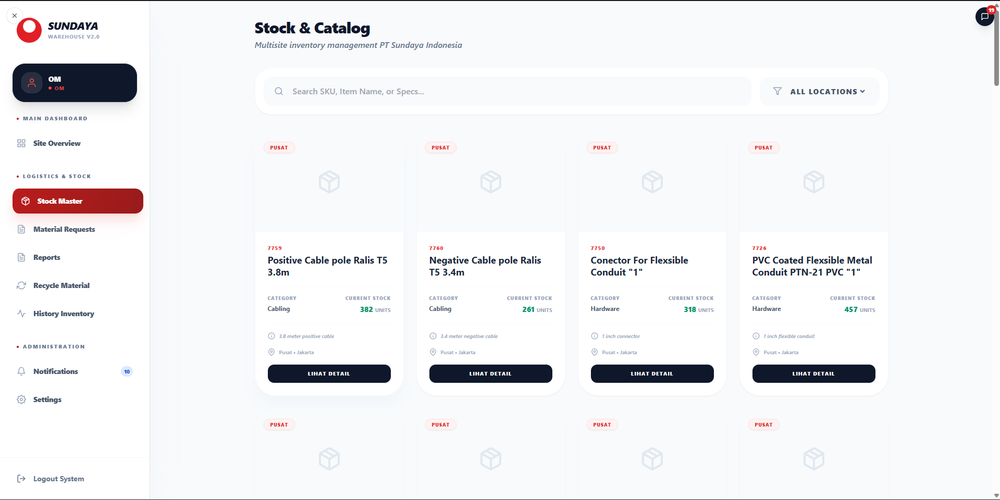 SUNDAYA
WAREHOUSE V2.0
OM
OM
MAIN DASHBOARD
Site Overview
LOGISTICS & STOCK
Stock Master
Material Requests
Reports
Recycle Material
History Inventory
ADMINISTRATION
Notifications 10
Settings
Logout System
19
Stock & Catalog
Multisite inventory management PT Sundaya Indonesia
Search SKU, Item Name, or Specs...
ALL LOCATIONS
PUSAT
7759
Positive Cable pole Ralis T5
3.8m
CATEGORY CURRENT STOCK
Cabling 382 UNITS
3.8 meter positive cable
Pusat • Jakarta
LIHAT DETAIL
PUSAT
7760
Negative Cable pole Ralis
T5 3.4m
CATEGORY CURRENT STOCK
Cabling 261 UNITS
3.4 meter negative cable
Pusat • Jakarta
LIHAT DETAIL
PUSAT
7750
Conector For Flexsible
Conduit "1"
CATEGORY CURRENT STOCK
Hardware 318 UNITS
1 inch connector
Pusat • Jakarta
LIHAT DETAIL
PUSAT
7726
PVC Coated Flexsible Metal
Conduit PTN-21 PVC "1"
CATEGORY CURRENT STOCK
Hardware 457 UNITS
1 inch flexible conduit
Pusat • Jakarta
LIHAT DETAIL
PUSAT
PUSAT
PUSAT
PUSAT